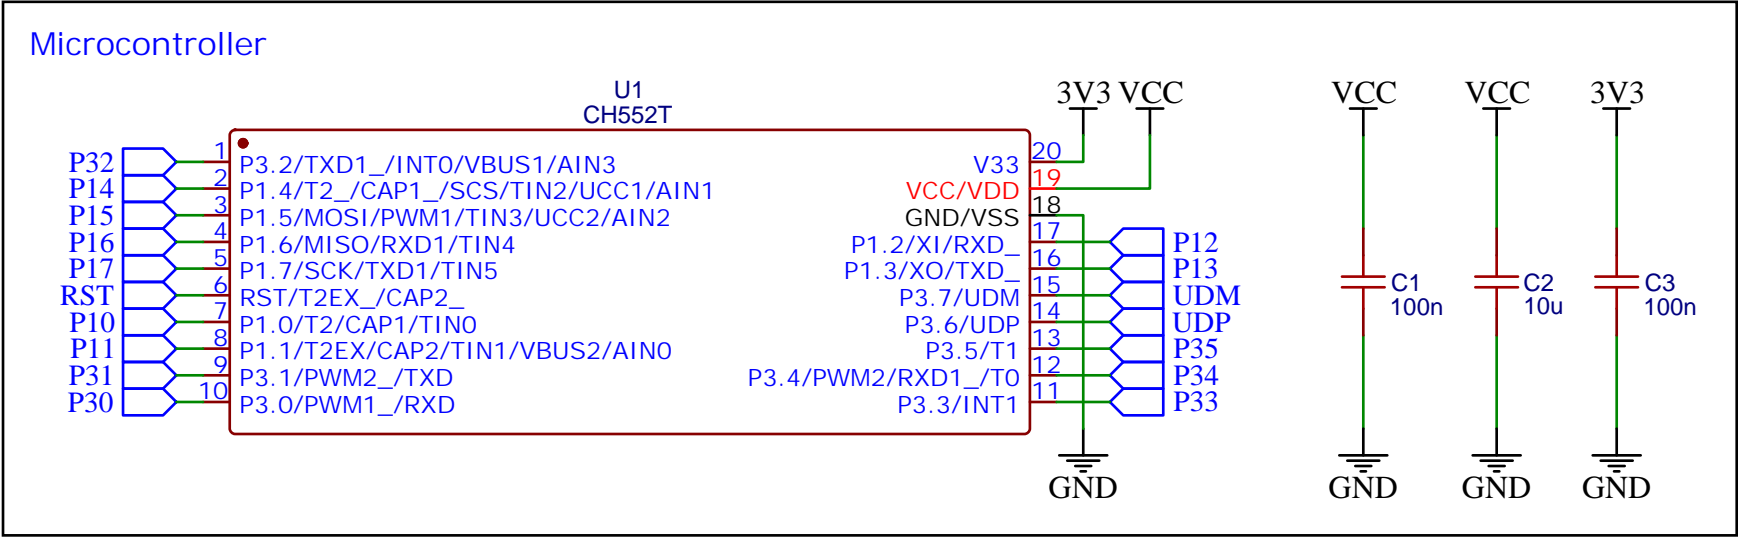 Microcontroller
U1
CH552T
3V3 VCC VCC VCC 3V3
P32 1 P3.2/TXD1_/INT0/VBUS1/AIN3 V33 20
P14 2 P1.4/T2_/CAP1_/SCS/TIN2/UCC1/AIN1 VCC/VDD 19
P15 3 P1.5/MOSI/PWM1/TIN3/UCC2/AIN2 GND/VSS 18
P16 4 P1.6/MISO/RXD1/TIN4 P1.2/XI/RXD_ 17 P12
P17 5 P1.7/SCK/TXD1/TIN5 P1.3/XO/TXD_ 16 P13
RST 6 RST/T2EX_/CAP2_ P3.7/UDM 15 UDM
P10 7 P1.0/T2/CAP1/TIN0 P3.6/UDP 14 UDP
P11 8 P1.1/T2EX/CAP2/TIN1/VBUS2/AIN0 P3.5/T1 13 P35
P31 9 P3.1/PWM2_/TXD P3.4/PWM2/RXD1_/T0 12 P34
P30 10 P3.0/PWM1_/RXD P3.3/INT1 11 P33
C1 C2 C3
100n 10u 100n
GND GND GND GND